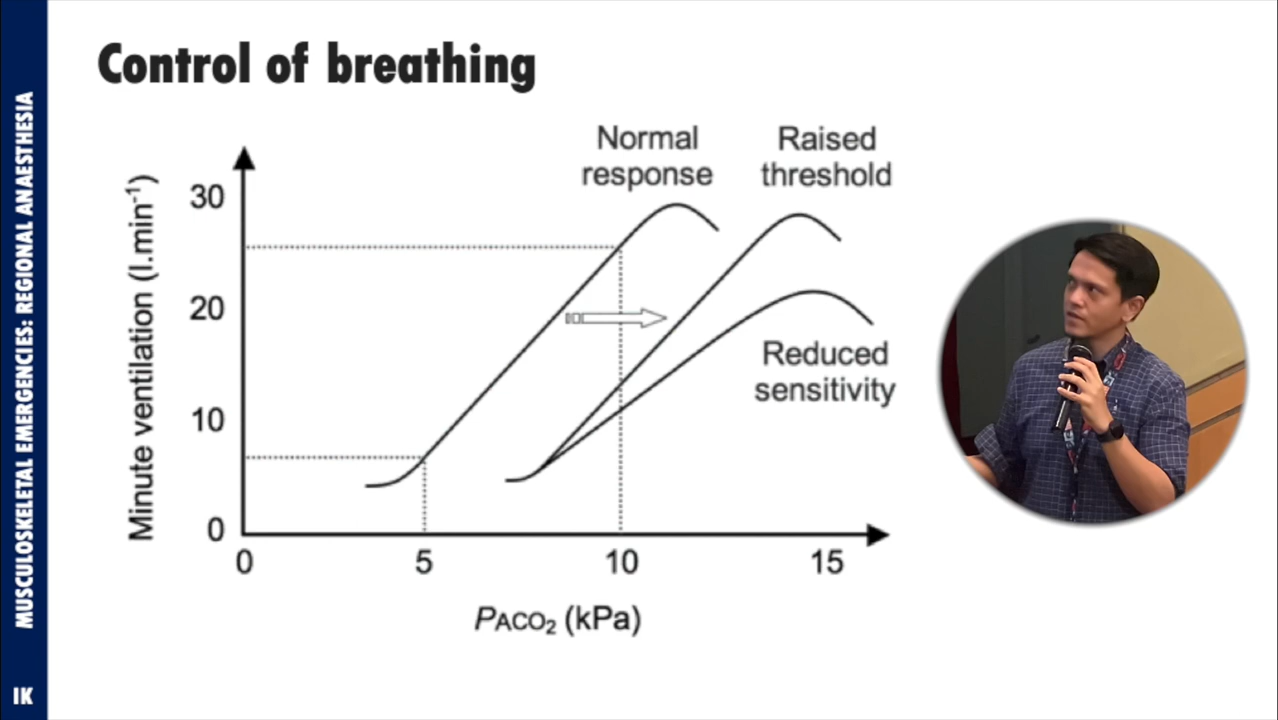 Control of breathing
MUSCULOSKELETAL EMERGENCIES: REGIONAL ANAESTHESIA
IK
Normal
response
Raised
threshold
Reduced
sensitivity
Minute ventilation (l.min⁻¹)
30
20
10
0
0 5 10 15
PACO₂ (kPa)